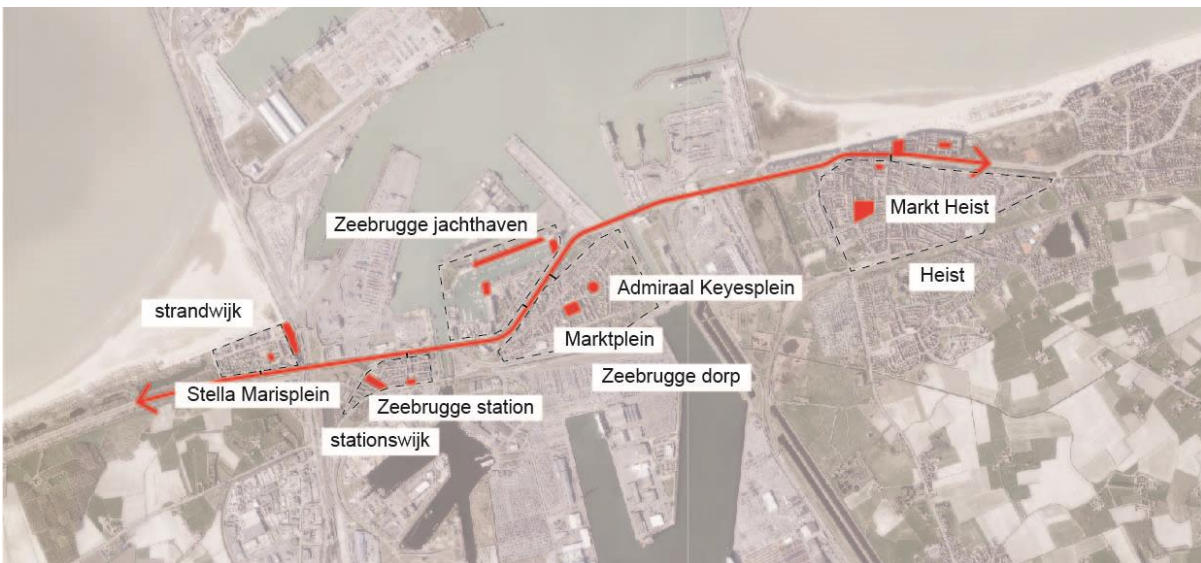 Zeebrugge jachthaven
Markt Heist
Heist
Admiraal Keyesplein
strandwijk
Marktplein
Zeebrugge dorp
Stella Marisplein
Zeebrugge station
stationswijk